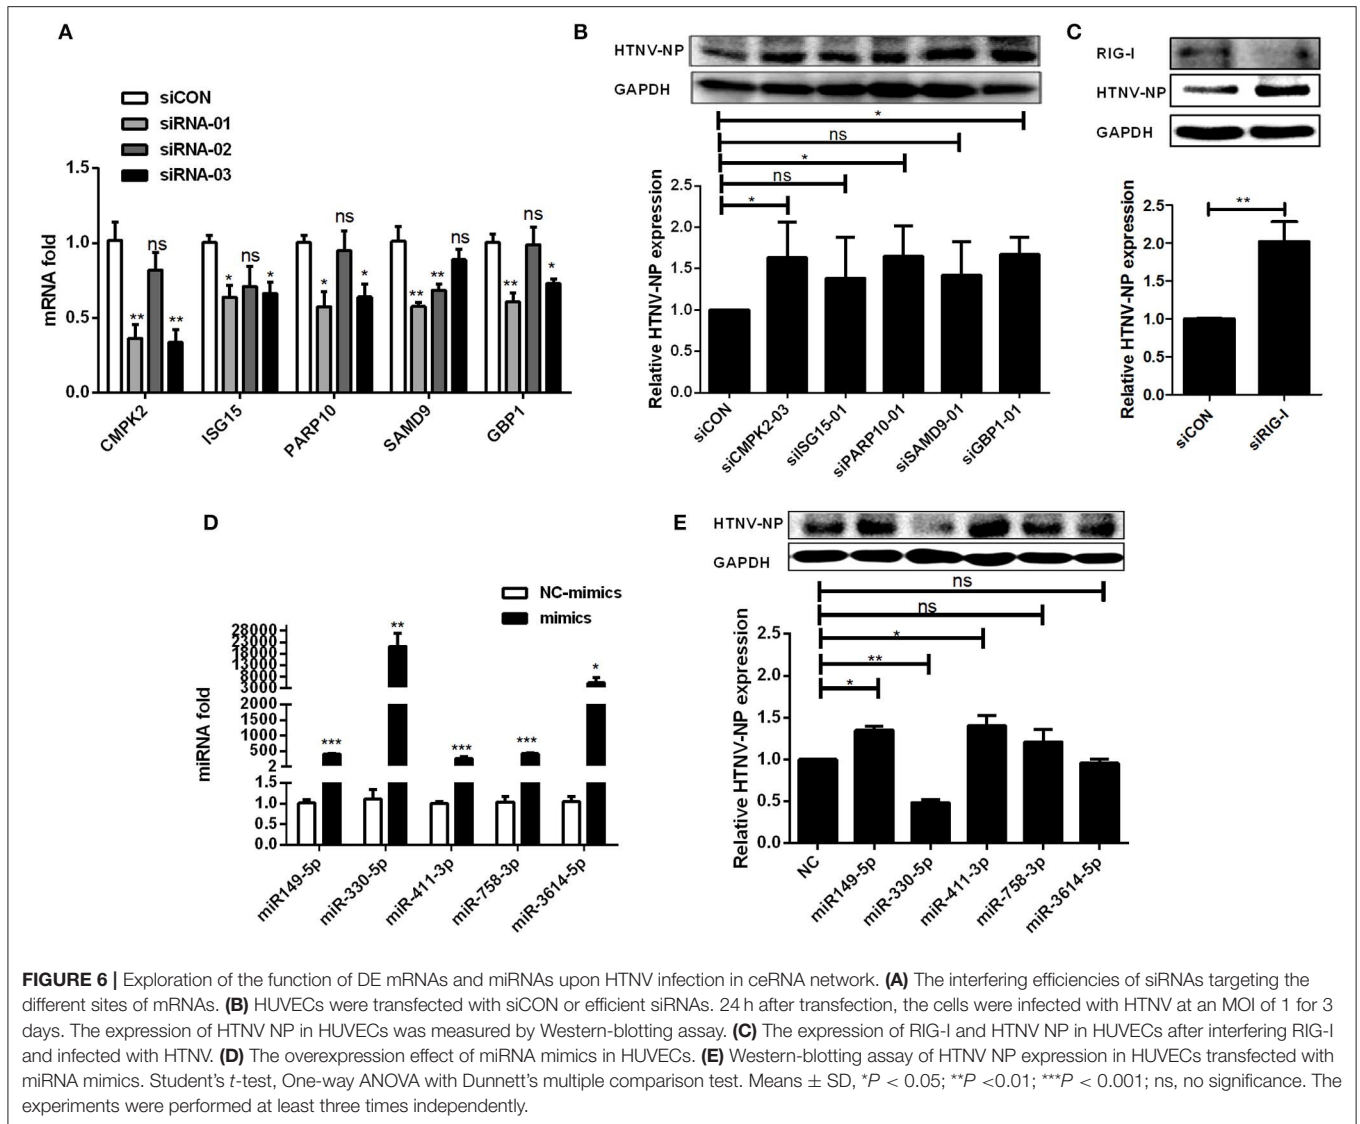 A
siCON
siRNA-01
siRNA-02
siRNA-03
mRNA fold
1.5
1.0
0.5
0.0
** ns **
* ns *
* ns *
** ** ns
** ns *
CMPK2
ISG15
PARP10
SAMD9
GBP1
B
HTNV-NP
GAPDH
*
ns
*
ns
*
Relative HTNV-NP expression
2.5
2.0
1.5
1.0
0.5
0.0
siCON
siCMPK2-03
siISG15-01
siPARP10-01
siSAMD9-01
siGBP1-01
C
RIG-I
HTNV-NP
GAPDH
**
Relative HTNV-NP expression
2.5
2.0
1.5
1.0
0.5
0.0
siCON
siRIG-I
D
NC-mimics
mimics
miRNA fold
28000
23000
18000
13000
8000
3000
2000
1500
1000
500
2
1.5
1.0
0.5
0.0
***
**
***
***
*
miR149-5p
miR-330-5p
miR-411-3p
miR-758-3p
miR-3614-5p
E
HTNV-NP
GAPDH
ns
ns
*
**
*
Relative HTNV-NP expression
2.5
2.0
1.5
1.0
0.5
0.0
NC
miR149-5p
miR-330-5p
miR-411-3p
miR-758-3p
miR-3614-5p
FIGURE 6 | Exploration of the function of DE mRNAs and miRNAs upon HTNV infection in ceRNA network. (A) The interfering efficiencies of siRNAs targeting the
different sites of mRNAs. (B) HUVECs were transfected with siCON or efficient siRNAs. 24 h after transfection, the cells were infected with HTNV at an MOI of 1 for 3
days. The expression of HTNV NP in HUVECs was measured by Western-blotting assay. (C) The expression of RIG-I and HTNV NP in HUVECs after interfering RIG-I
and infected with HTNV. (D) The overexpression effect of miRNA mimics in HUVECs. (E) Western-blotting assay of HTNV NP expression in HUVECs transfected with
miRNA mimics. Student's t-test, One-way ANOVA with Dunnett's multiple comparison test. Means ± SD, *P < 0.05; **P <0.01; ***P < 0.001; ns, no significance. The
experiments were performed at least three times independently.